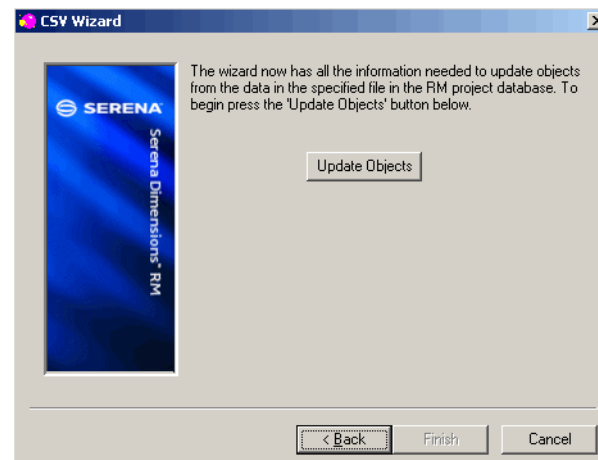 CSV Wizard
The wizard now has all the information needed to update objects
from the data in the specified file in the RM project database. To
begin press the 'Update Objects' button below.
SERENA
Serena Dimensions® RM
Update Objects
< Back
Finish
Cancel